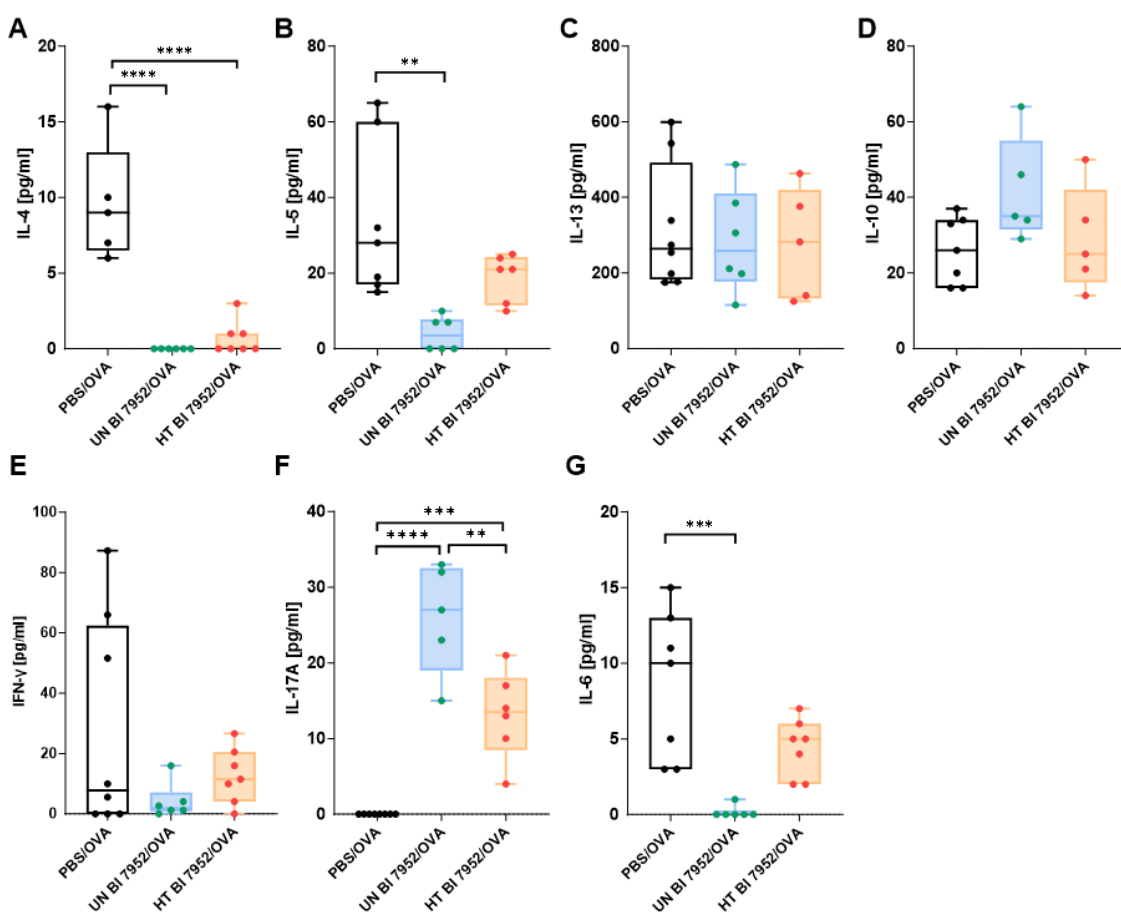 A
IL-4 [pg/ml]
20
15
10
5
0
****
****
PBS/OVA
UN BI 7952/OVA
HT BI 7952/OVA
B
IL-5 [pg/ml]
80
60
40
20
0
**
PBS/OVA
UN BI 7952/OVA
HT BI 7952/OVA
C
IL-13 [pg/ml]
800
600
400
200
0
PBS/OVA
UN BI 7952/OVA
HT BI 7952/OVA
D
IL-10 [pg/ml]
80
60
40
20
0
PBS/OVA
UN BI 7952/OVA
HT BI 7952/OVA
E
IFN-γ [pg/ml]
100
80
60
40
20
0
PBS/OVA
UN BI 7952/OVA
HT BI 7952/OVA
F
IL-17A [pg/ml]
40
30
20
10
0
***
****
**
PBS/OVA
UN BI 7952/OVA
HT BI 7952/OVA
G
IL-6 [pg/ml]
20
15
10
5
0
***
PBS/OVA
UN BI 7952/OVA
HT BI 7952/OVA